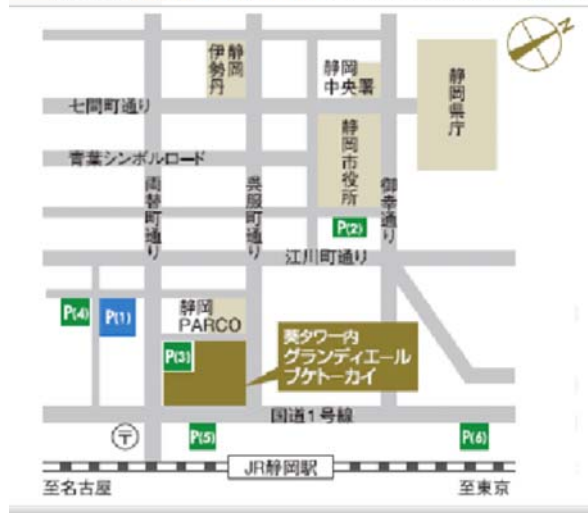 N
静岡
伊勢丹
静岡
中央署
静岡県庁
七間町通り
静岡市役所
青葉シンボルロード
両替町通り
呉服町通り
御幸通り
P(2)
江川町通り
P(4)
P(1)
静岡
PARCO
P(3)
葵タワー内
グランディエール
ブケトーカイ
国道1号線
〒
P(5)
P(6)
JR静岡駅
至名古屋
至東京